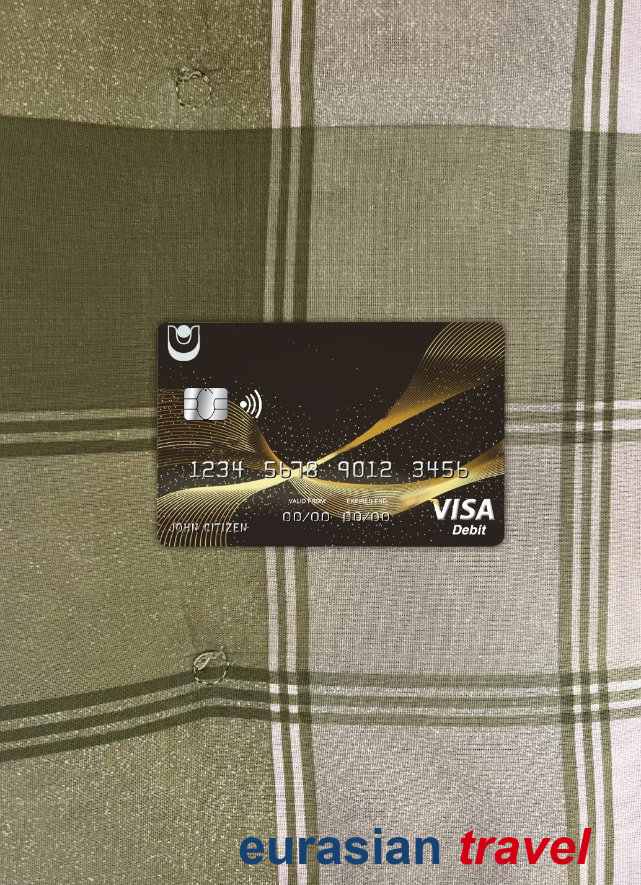 1234 5678 9012 3456
VALID FROM EXPIRES END
00/00 00/00
JOHN CITIZEN
VISA
Debit
eurasian travel